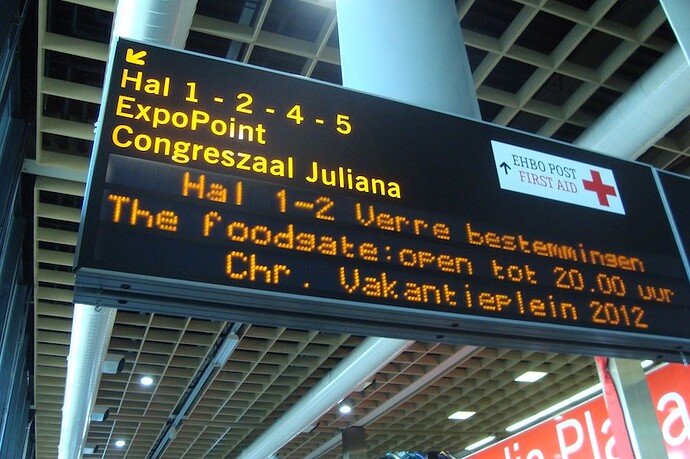 Hal 1 - 2 - 4 - 5
ExpoPoint
Congreszaal Juliana
EHBO POST
FIRST AID
Hal 1-2 Verre bestemmingen
The foodgate:open tot 20.00 uur
Chr. Vakantieplein 2012